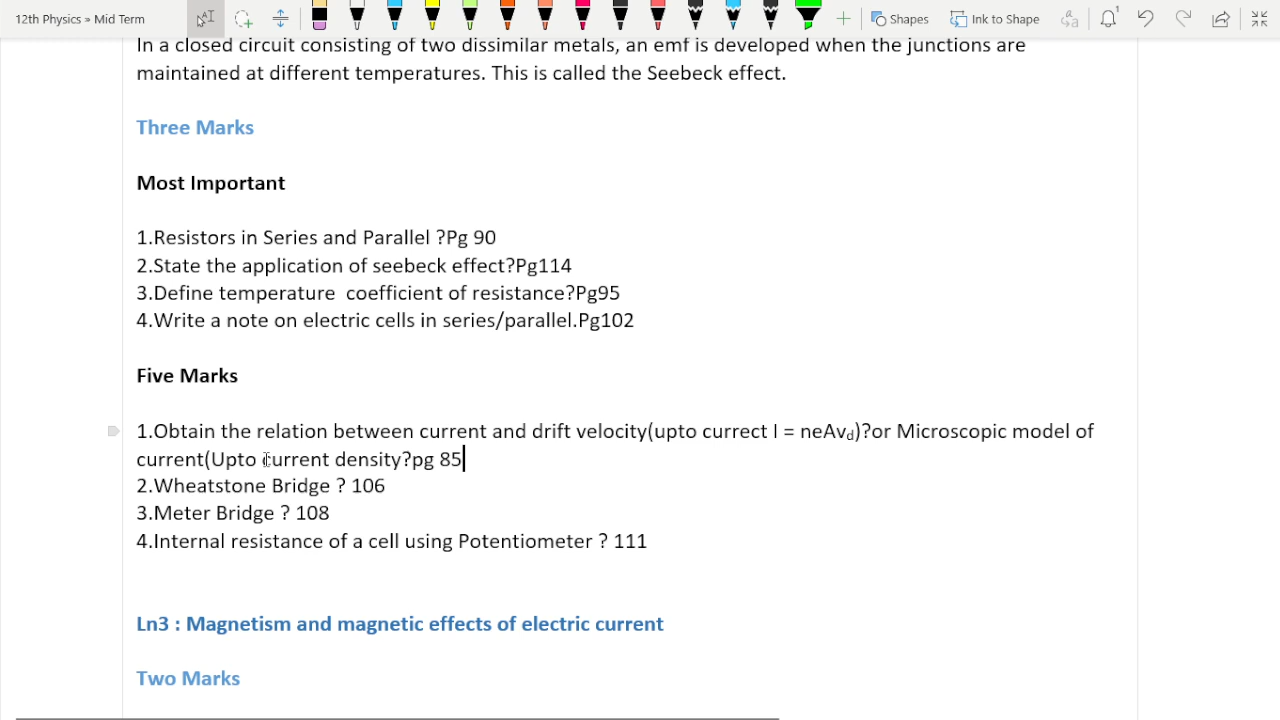 12th Physics » Mid Term
Shapes
Ink to Shape
In a closed circuit consisting of two dissimilar metals, an emf is developed when the junctions are
maintained at different temperatures. This is called the Seebeck effect.
Three Marks
Most Important
1.Resistors in Series and Parallel ?Pg 90
2.State the application of seebeck effect?Pg114
3.Define temperature  coefficient of resistance?Pg95
4.Write a note on electric cells in series/parallel.Pg102
Five Marks
1.Obtain the relation between current and drift velocity(upto currect I = neAvd)?or Microscopic model of
current(Upto current density?pg 85
2.Wheatstone Bridge ? 106
3.Meter Bridge ? 108
4.Internal resistance of a cell using Potentiometer ? 111
Ln3 : Magnetism and magnetic effects of electric current
Two Marks